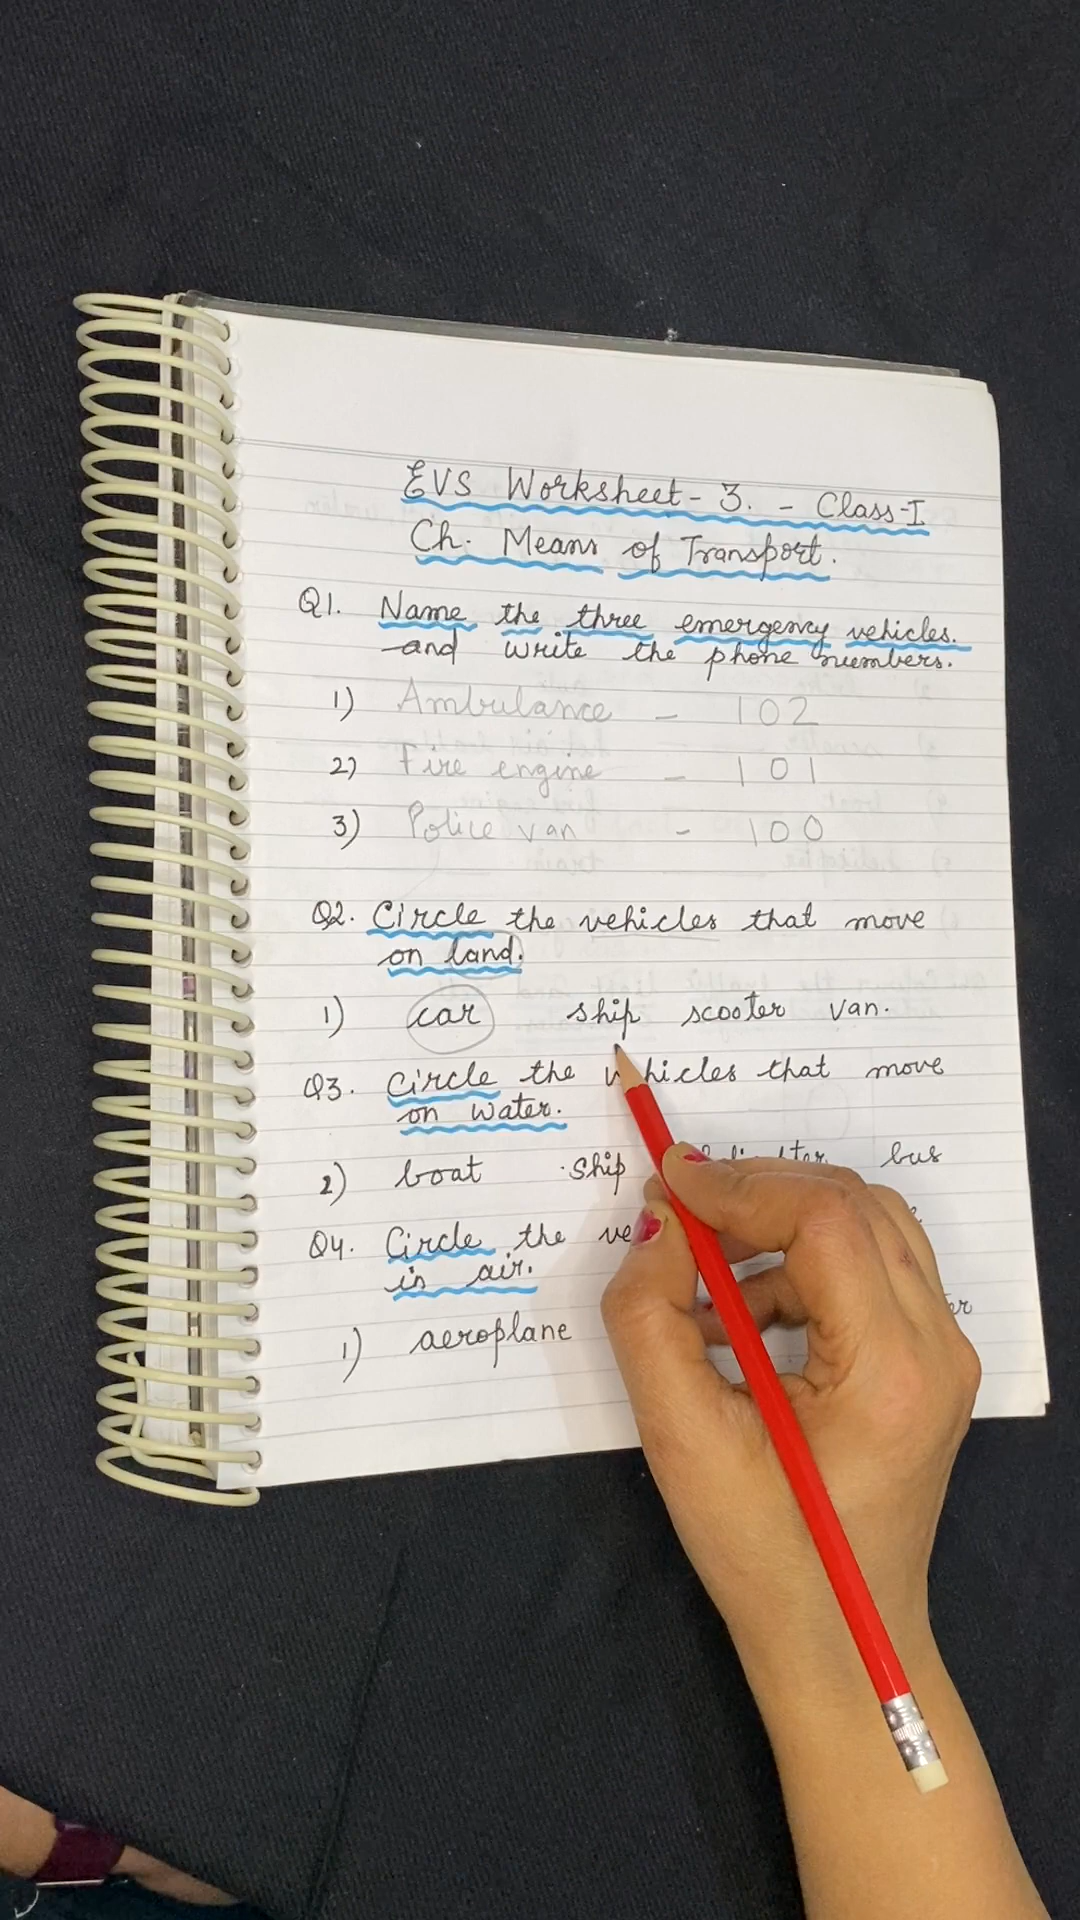 EVS Worksheet - 3. - Class-I
Ch. Means of Transport.
Q1. Name the three emergency vehicles.
and write the phone numbers.
1) Ambulance - 102
2) Fire engine - 101
3) Police van - 100
Q2. Circle the vehicles that move
on land.
1) car ship scooter van.
Q3. Circle the vehicles that move
on water.
2) boat ship bus
Q4. Circle the
in air.
1) aeroplane